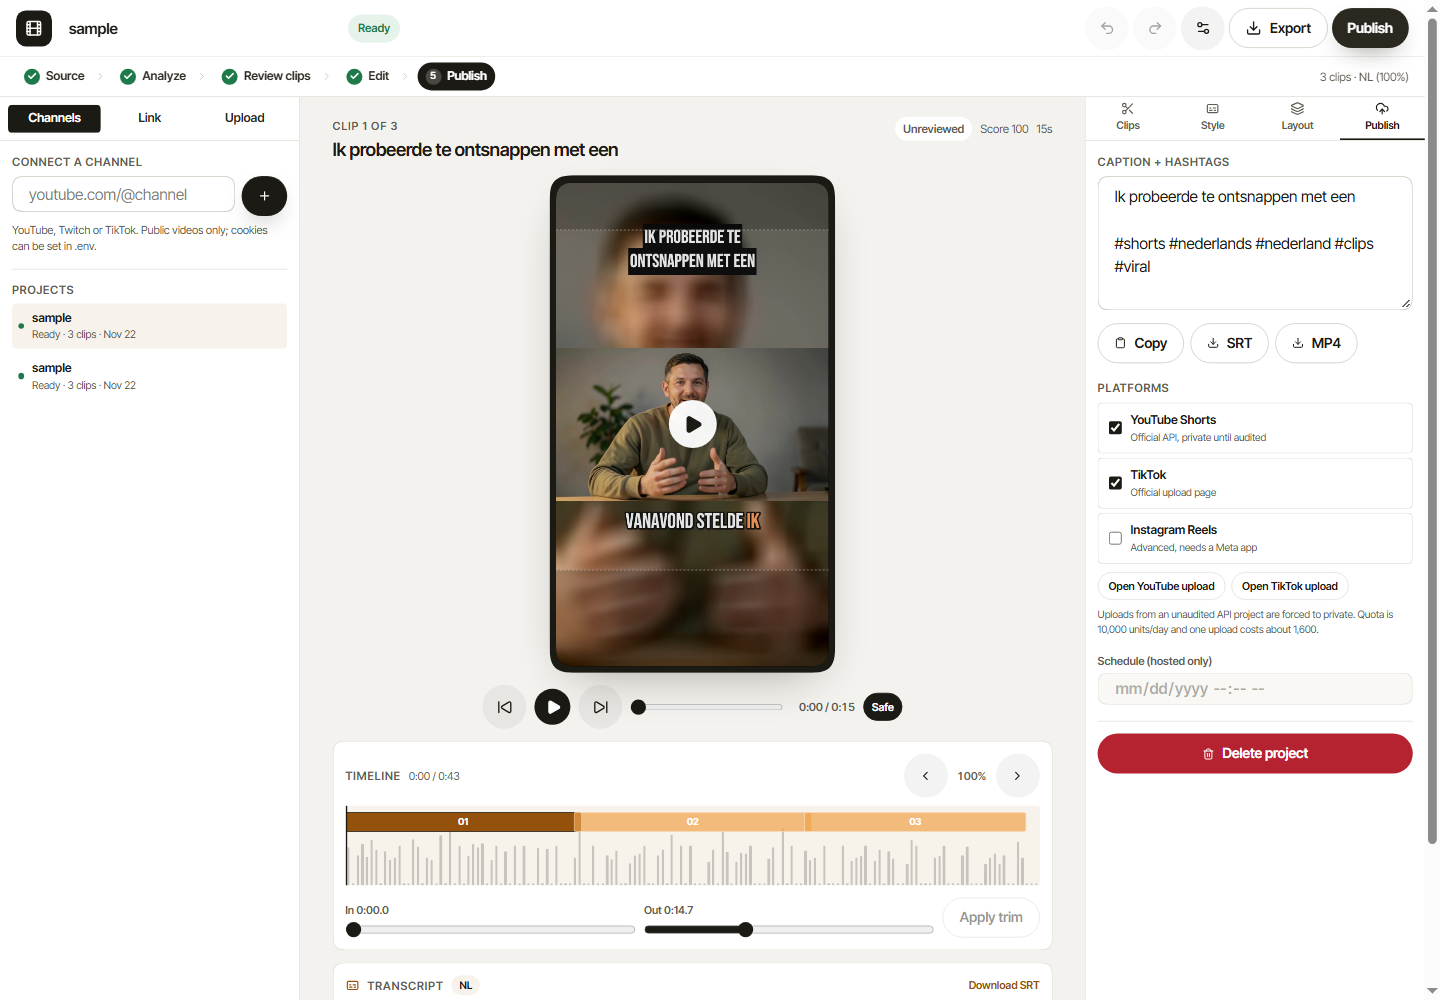 sample
Ready
Export
Publish
Source
Analyze
Review clips
Edit
5 Publish
3 clips · NL (100%)
Channels
Link
Upload
CONNECT A CHANNEL
youtube.com/@channel
YouTube, Twitch or TikTok. Public videos only; cookies
can be set in .env.
PROJECTS
sample
Ready · 3 clips · Nov 22
sample
Ready · 3 clips · Nov 22
CLIP 1 OF 3
Ik probeerde te ontsnappen met een
Unreviewed
Score 100
15s
IK PROBEERDE TE
ONTSNAPPEN MET EEN
VANAVOND STELDE IK
0:00 / 0:15
Safe
TIMELINE
0:00 / 0:43
100%
01
02
03
In 0:00.0
Out 0:14.7
Apply trim
TRANSCRIPT
NL
Download SRT
Clips
Style
Layout
Publish
CAPTION + HASHTAGS
Ik probeerde te ontsnappen met een
#shorts #nederlands #nederland #clips
#viral
Copy
SRT
MP4
PLATFORMS
YouTube Shorts
Official API, private until audited
TikTok
Official upload page
Instagram Reels
Advanced, needs a Meta app
Open YouTube upload
Open TikTok upload
Uploads from an unaudited API project are forced to private. Quota is
10,000 units/day and one upload costs about 1,600.
Schedule (hosted only)
mm/dd/yyyy --:-- --
Delete project